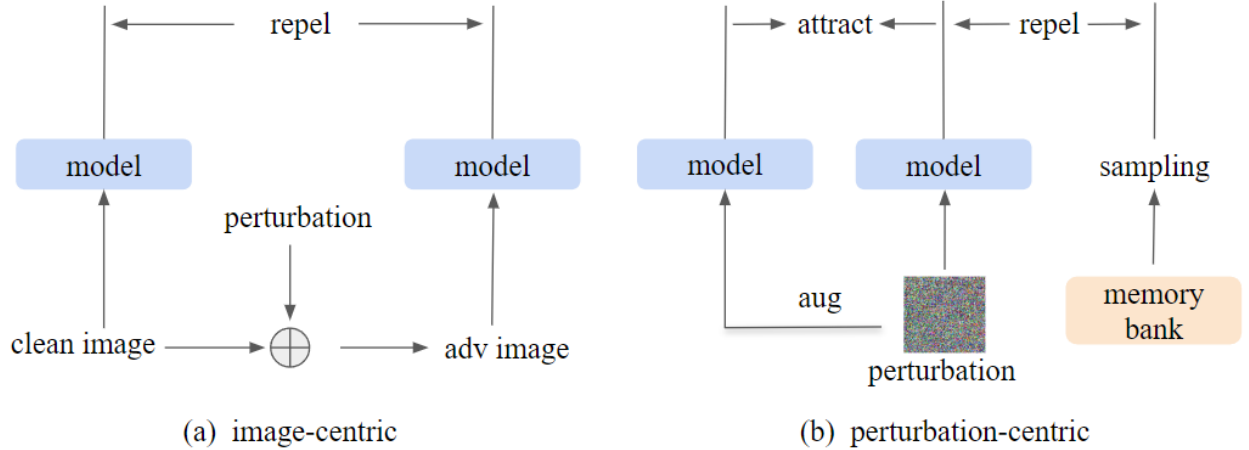 repel
model
model
perturbation
clean image
adv image
(a) image-centric
attract
repel
model
model
sampling
aug
memory
bank
perturbation
(b) perturbation-centric